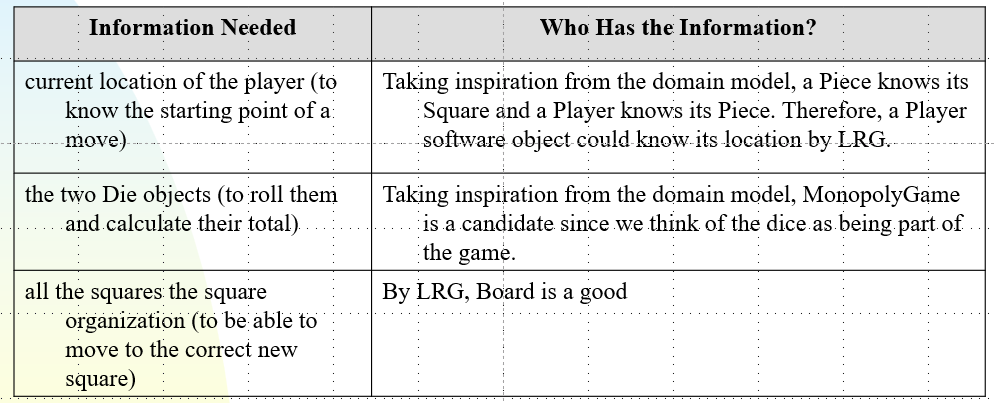 Information Needed
Who Has the Information?
current location of the player (to
know the starting point of a
move)
Taking inspiration from the domain model, a Piece knows its
Square and a Player knows its Piece. Therefore, a Player
software object could know its location by LRG.
the two Die objects (to roll them
and calculate their total)
Taking inspiration from the domain model, MonopolyGame
is a candidate since we think of the dice as being part of
the game.
all the squares the square
organization (to be able to
move to the correct new
square)
By LRG, Board is a good